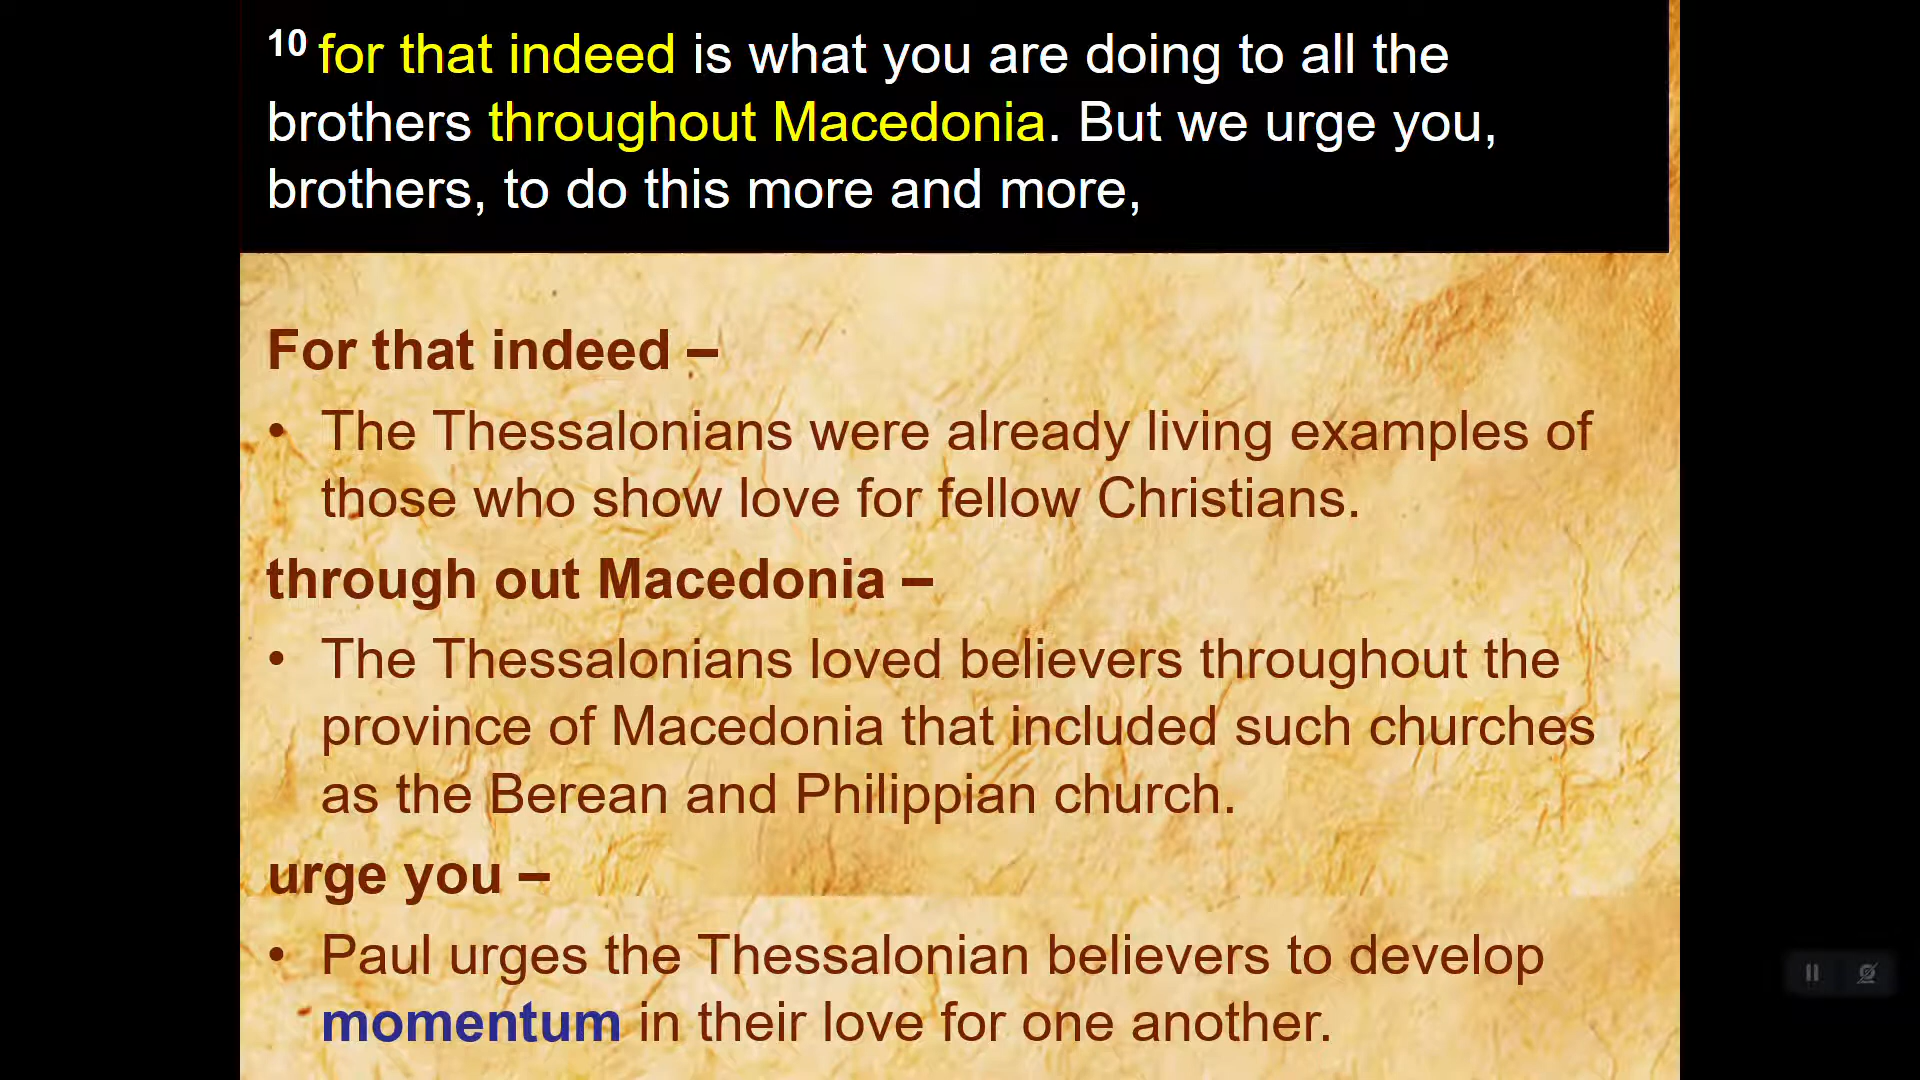 10 for that indeed is what you are doing to all the
brothers throughout Macedonia. But we urge you,
brothers, to do this more and more,
For that indeed –
• The Thessalonians were already living examples of
those who show love for fellow Christians.
through out Macedonia –
• The Thessalonians loved believers throughout the
province of Macedonia that included such churches
as the Berean and Philippian church.
urge you –
• Paul urges the Thessalonian believers to develop
momentum in their love for one another.